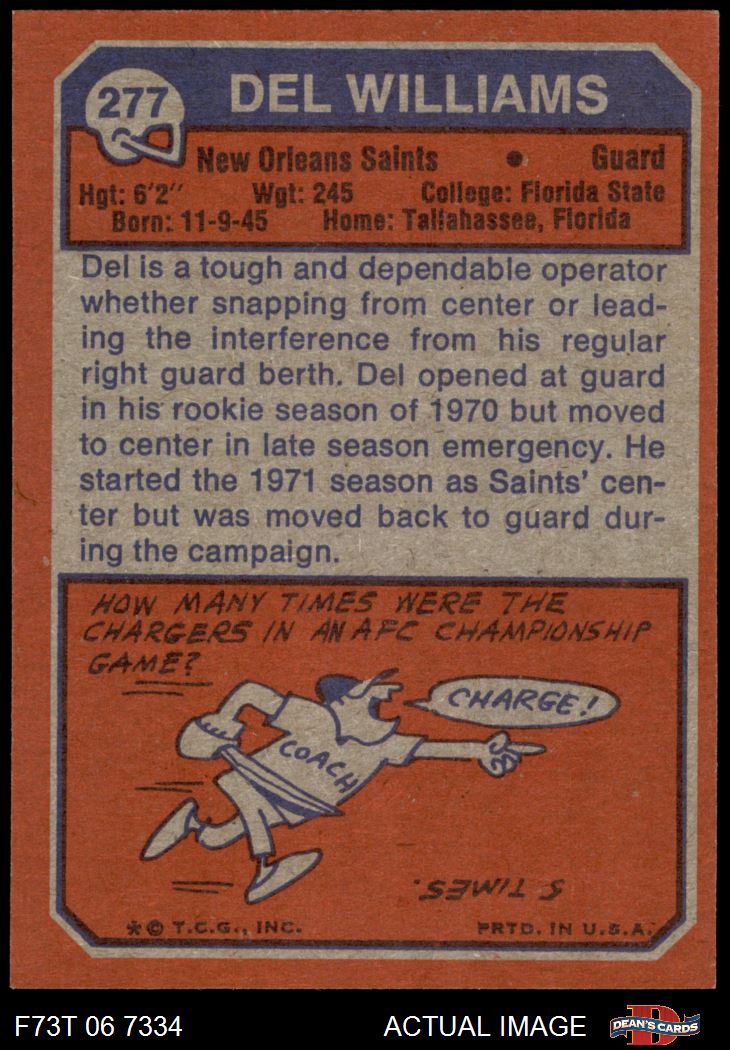 277 DEL WILLIAMS
New Orleans Saints • Guard
Hgt: 6'2" Wgt: 245 College: Florida State
Born: 11-9-45 Home: Tallahassee, Florida
Del is a tough and dependable operator
whether snapping from center or lead-
ing the interference from his regular
right guard berth. Del opened at guard
in his rookie season of 1970 but moved
to center in late season emergency. He
started the 1971 season as Saints' cen-
ter but was moved back to guard dur-
ing the campaign.
HOW MANY TIMES WERE THE
CHARGERS IN AN AFC CHAMPIONSHIP
GAME?
CHARGE!
COACH
5 TIMES.
*© T.C.G., INC. PRTD. IN U.S.A.
F73T 06 7334 ACTUAL IMAGE D DEAN'S CARDS